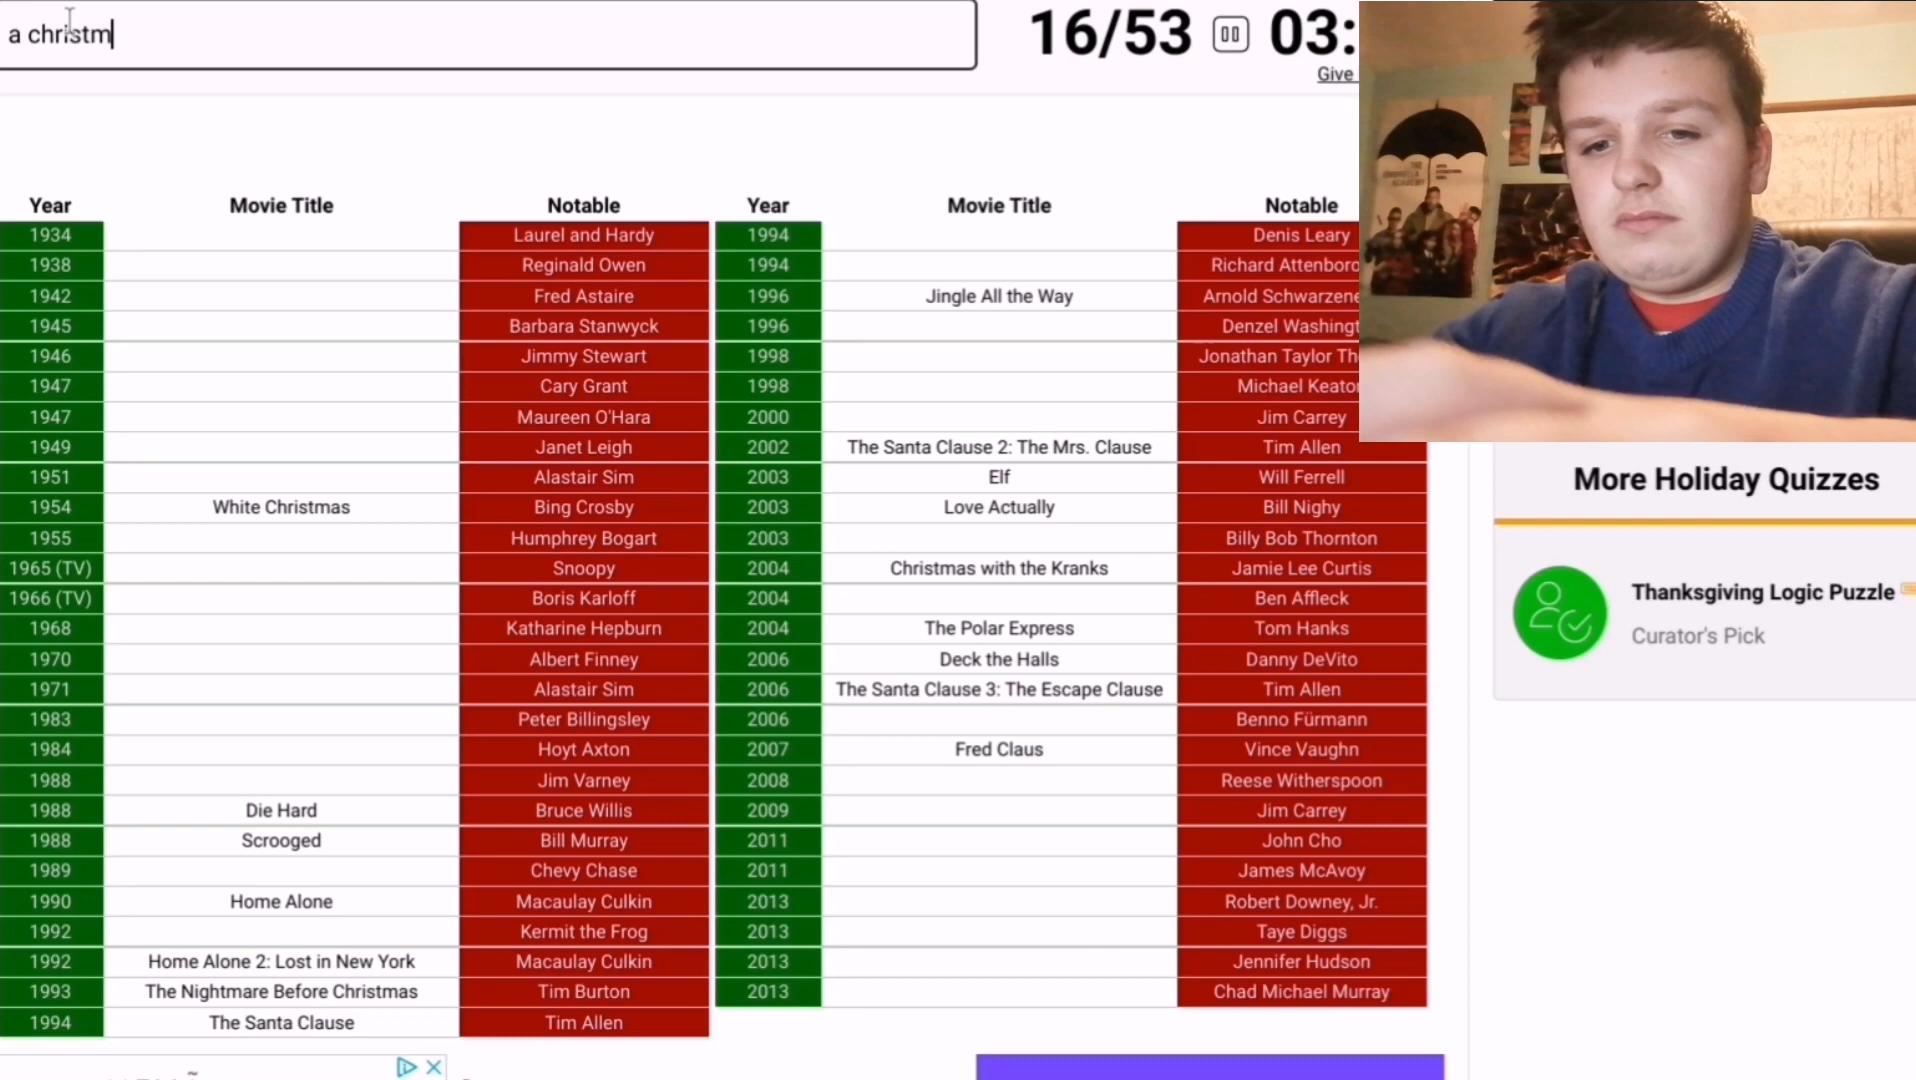 a christm
16/53 03:
Give
Year Movie Title Notable Year Movie Title Notable
1934 Laurel and Hardy 1994 Denis Leary
1938 Reginald Owen 1994 Richard Attenboro
1942 Fred Astaire 1996 Jingle All the Way Arnold Schwarzene
1945 Barbara Stanwyck 1996 Denzel Washingt
1946 Jimmy Stewart 1998 Jonathan Taylor Th
1947 Cary Grant 1998 Michael Keato
1947 Maureen O'Hara 2000 Jim Carrey
1949 Janet Leigh 2002 The Santa Clause 2: The Mrs. Clause Tim Allen
1951 Alastair Sim 2003 Elf Will Ferrell
1954 White Christmas Bing Crosby 2003 Love Actually Bill Nighy
1955 Humphrey Bogart 2003 Billy Bob Thornton
1965 (TV) Snoopy 2004 Christmas with the Kranks Jamie Lee Curtis
1966 (TV) Boris Karloff 2004 Ben Affleck
1968 Katharine Hepburn 2004 The Polar Express Tom Hanks
1970 Albert Finney 2006 Deck the Halls Danny DeVito
1971 Alastair Sim 2006 The Santa Clause 3: The Escape Clause Tim Allen
1983 Peter Billingsley 2006 Benno Fürmann
1984 Hoyt Axton 2007 Fred Claus Vince Vaughn
1988 Jim Varney 2008 Reese Witherspoon
1988 Die Hard Bruce Willis 2009 Jim Carrey
1988 Scrooged Bill Murray 2011 John Cho
1989 Chevy Chase 2011 James McAvoy
1990 Home Alone Macaulay Culkin 2013 Robert Downey, Jr.
1992 Kermit the Frog 2013 Taye Diggs
1992 Home Alone 2: Lost in New York Macaulay Culkin 2013 Jennifer Hudson
1993 The Nightmare Before Christmas Tim Burton 2013 Chad Michael Murray
1994 The Santa Clause Tim Allen
THE
UMBRELLA
ACADEMY
More Holiday Quizzes
Thanksgiving Logic Puzzle
Curator's Pick